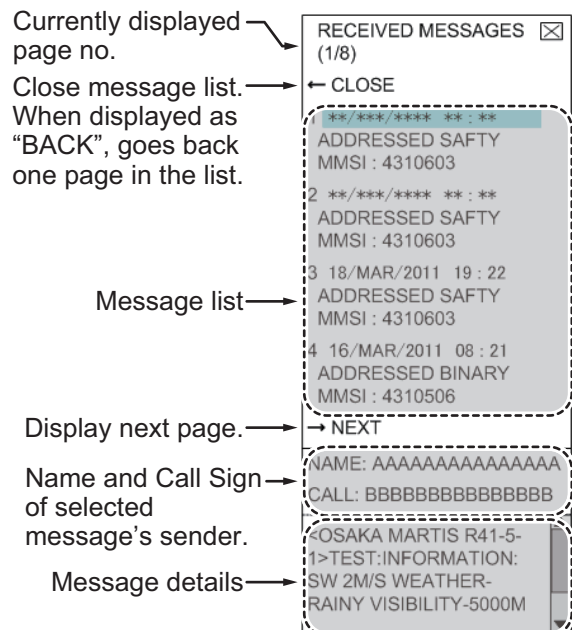 Currently displayed
page no.
Close message list.
When displayed as
“BACK”, goes back
one page in the list.
Message list
Display next page.
Name and Call Sign
of selected
message’s sender.
Message details
RECEIVED MESSAGES
(1/8)
← CLOSE
1 **/***/**** **:**
ADDRESSED SAFTY
MMSI : 4310603
2 **/***/**** **:**
ADDRESSED SAFTY
MMSI : 4310603
3 18/MAR/2011 19 : 22
ADDRESSED SAFTY
MMSI : 4310603
4 16/MAR/2011 08 : 21
ADDRESSED BINARY
MMSI : 4310506
→ NEXT
NAME: AAAAAAAAAAAAAAA
CALL: BBBBBBBBBBBBBBB
<OSAKA MARTIS R41-5-
1>TEST:INFORMATION:
SW 2M/S WEATHER-
RAINY VISIBILITY-5000M